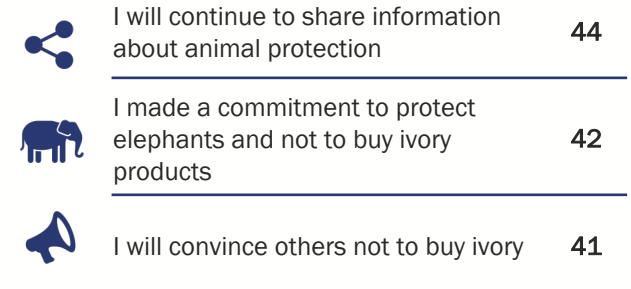 I will continue to share information
about animal protection
44
I made a commitment to protect
elephants and not to buy ivory
products
42
I will convince others not to buy ivory
41